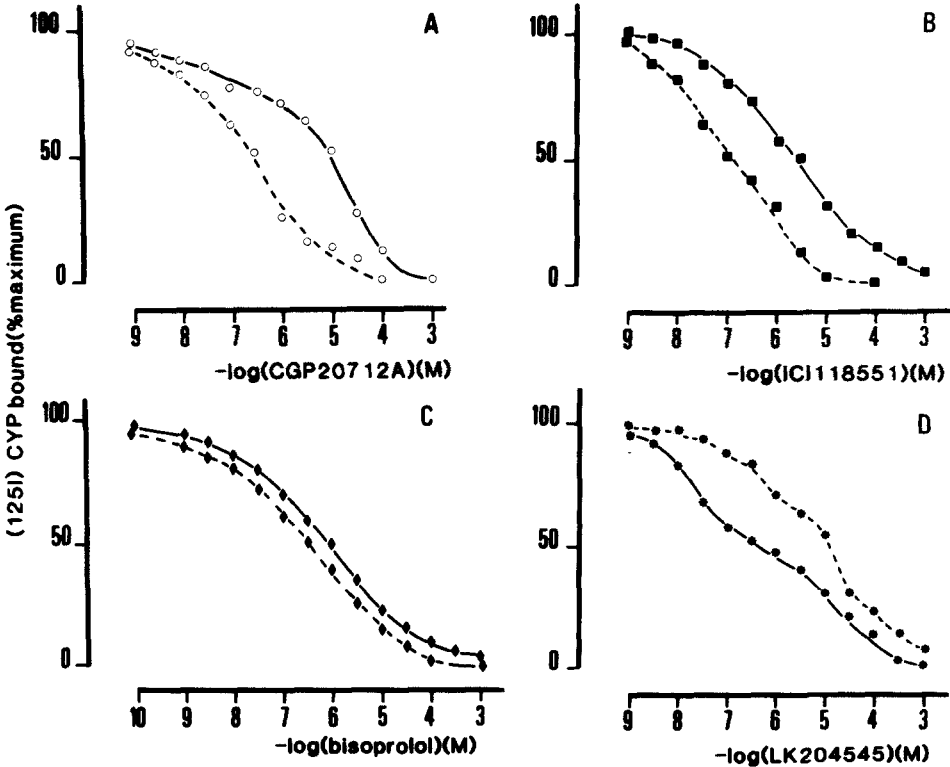 (125I) CYP bound(%maximum)
A
100
50
0
9 8 7 6 5 4 3
-log(CGP20712A)(M)
B
100
50
0
9 8 7 6 5 4 3
-log(ICI118551)(M)
C
100
50
0
10 9 8 7 6 5 4 3
-log(bisoprolol)(M)
D
100
50
0
9 8 7 6 5 4 3
-log(LK204545)(M)